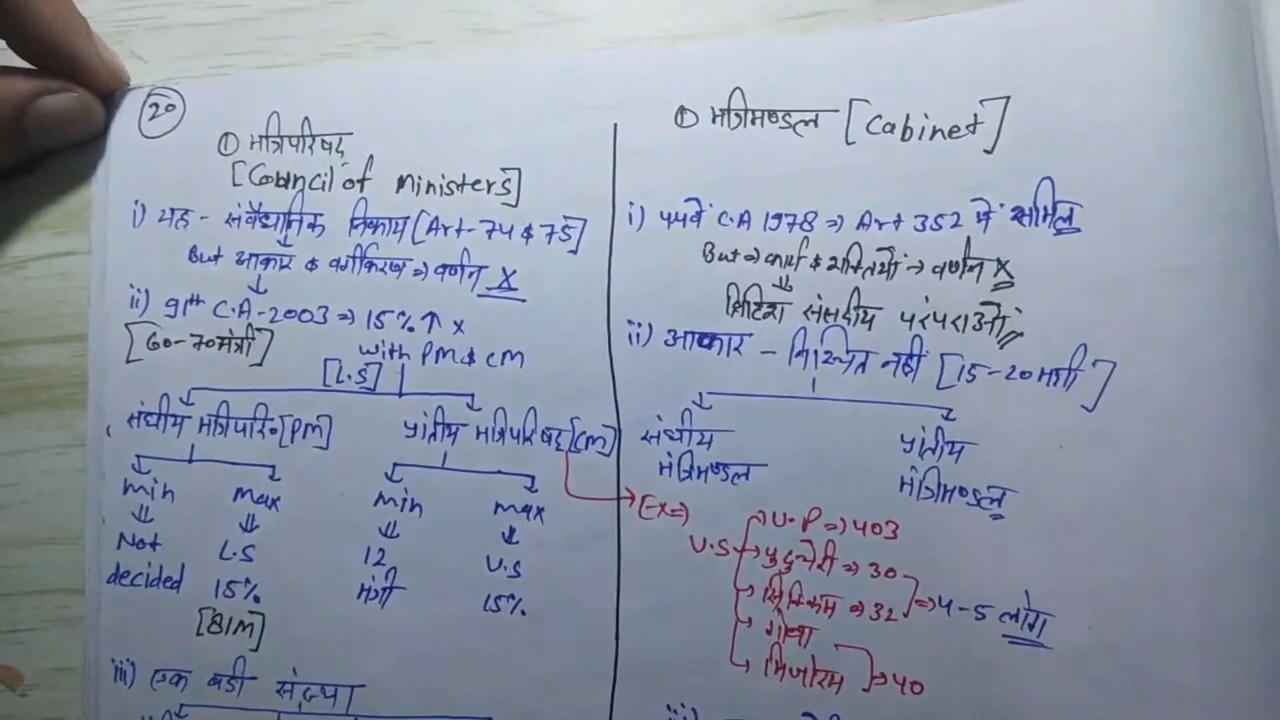 20
① मंत्रिपरिषद्
[Council of ministers]
i) यह - संवैधानिक निकाय [Art-74 & 75]
But आकार & वर्गीकरण => वर्णन X
ii) 91th C.A-2003 => 15% ↑ x
[60-70मंत्री] with PM & CM
[L.S]
संघीय मंत्रिपरि॰[PM] प्रांतीय मंत्रिपरिषद्[CM]
min max min max
Not decided L.S 15% 12 मंत्री V.S 15%
[81M]
iii) एक बडी संख्या
① मंत्रिमण्डल [Cabinet]
i) 44वें C.A 1978 => Art 352 में शामिल
But => कार्य & शक्तियों -> वर्णन X
ब्रिटिश संसदीय परंपराओं
ii) आकार - निश्चित नहीं [15-20मंत्री]
संघीय मंत्रिमण्डल प्रांतीय मंत्रिमण्डल
Ex=>
V.S U.P => 403
पुदुचेरी => 30
सिक्किम => 32 => 4-5 लोग
गोवा
मिजोरम => 40
iii)